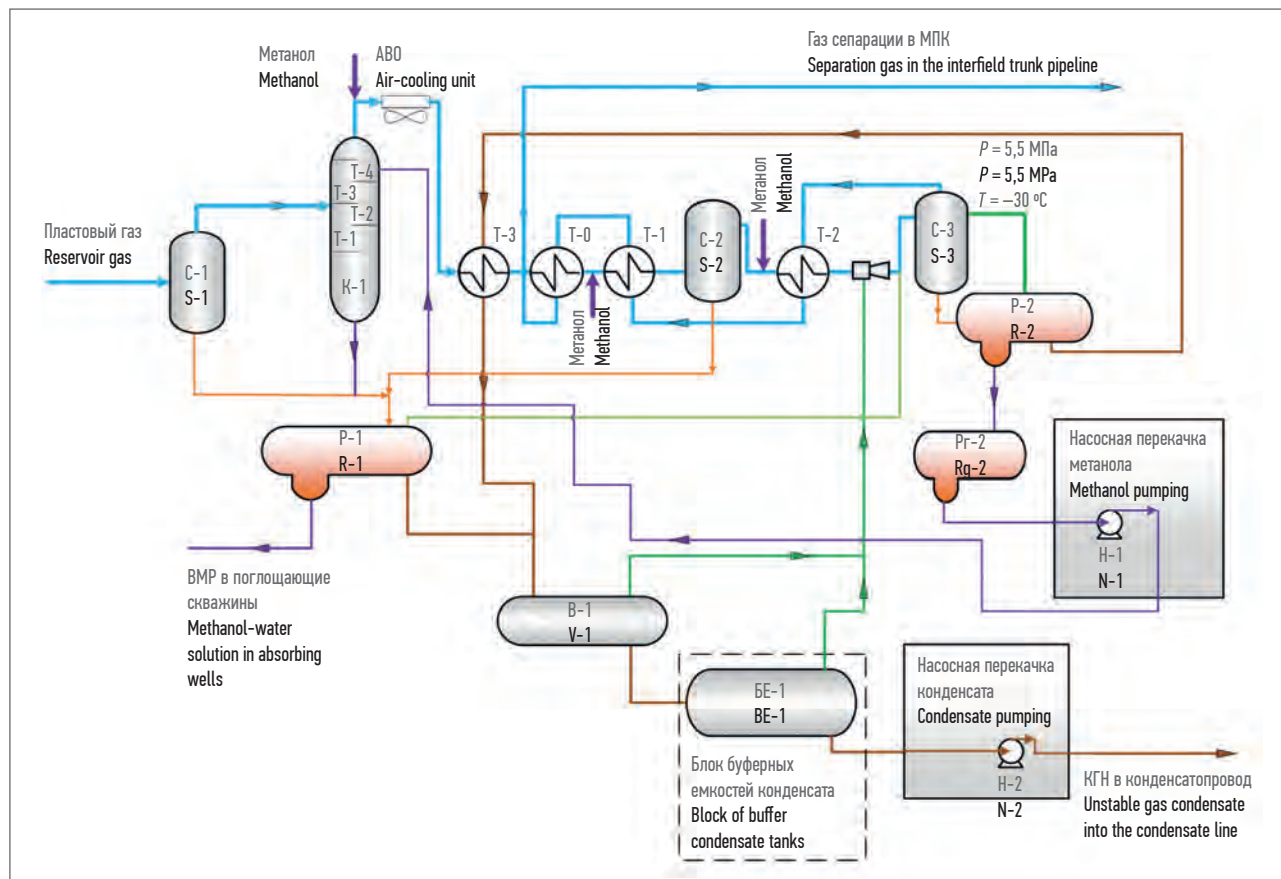 Метанол
Methanol
АВО
Air-cooling unit
Газ сепарации в МПК
Separation gas in the interfield trunk pipeline
P = 5,5 МПа
P = 5,5 MPa
T = –30 ºC
Пластовый газ
Reservoir gas
С-1
S-1
Т-4
Т-3
Т-2
Т-1
К-1
Т-3
Т-0
Т-1
С-2
S-2
Метанол
Methanol
Т-2
С-3
S-3
Метанол
Methanol
Р-2
R-2
Р-1
R-1
Рг-2
Rg-2
Насосная перекачка
метанола
Methanol pumping
Н-1
N-1
ВМР в поглощающие
скважины
Methanol-water
solution in absorbing
wells
В-1
V-1
БЕ-1
BE-1
Блок буферных
емкостей конденсата
Block of buffer
condensate tanks
Насосная перекачка
конденсата
Condensate pumping
Н-2
N-2
КГН в конденсатопровод
Unstable gas condensate
into the condensate line